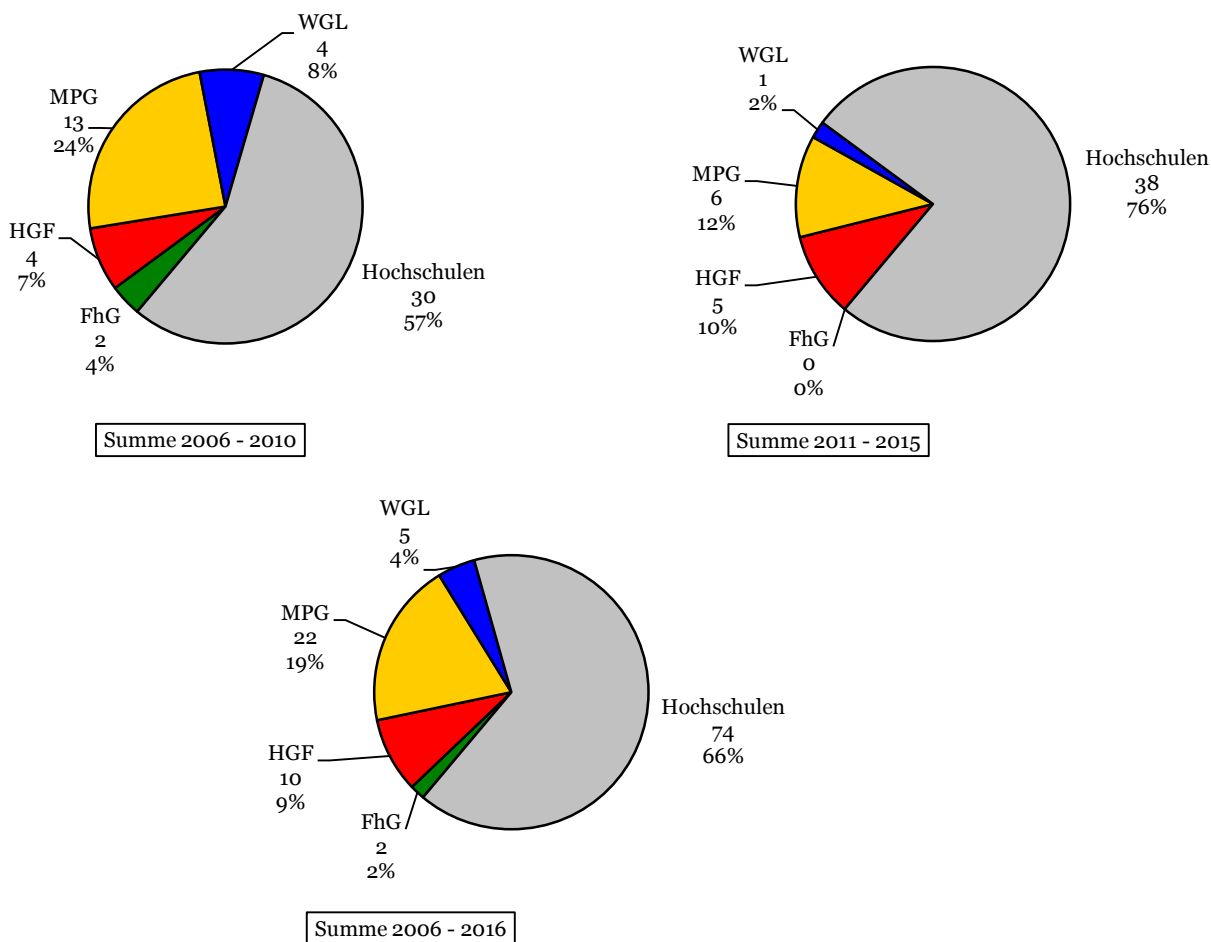 WGL
4
8%
MPG
13
24%
HGF
4
7%
FhG
2
4%
Hochschulen
30
57%
Summe 2006 - 2010
WGL
1
2%
MPG
6
12%
HGF
5
10%
FhG
0
0%
Hochschulen
38
76%
Summe 2011 - 2015
WGL
5
4%
MPG
22
19%
HGF
10
9%
FhG
2
2%
Hochschulen
74
66%
Summe 2006 - 2016